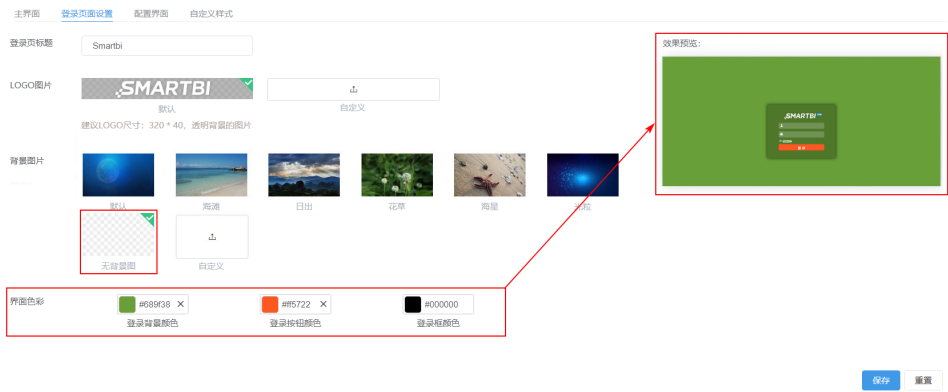 主界面 登录页面设置 配置界面 自定义样式
登录页标题 Smartbi
效果预览：
LOGO图片 SMARTBI
默认 自定义
建议LOGO尺寸：320 * 40，透明背景的图片
SMARTBI
背景图片
默认 海滩 日出 花草 海星 光粒
无背景图 自定义
界面色彩 #689f38 × #ff5722 × #000000
登录背景颜色 登录按钮颜色 登录框颜色
保存 重置